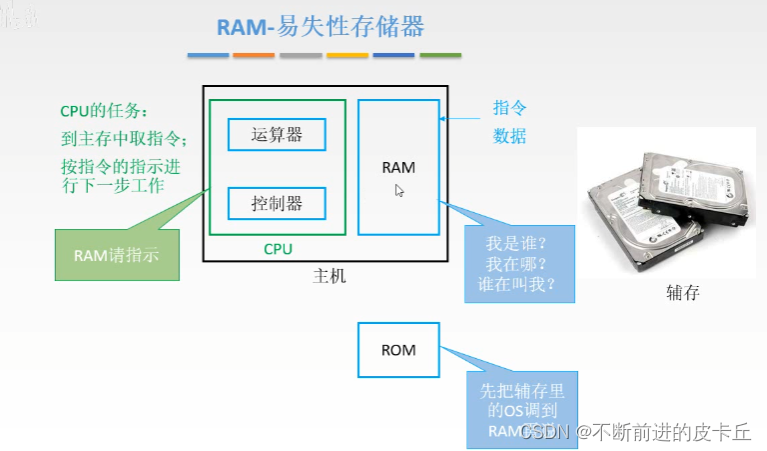 RAM-易失性存储器
CPU的任务：
到主存中取指令；
按指令的指示进
行下一步工作
RAM请指示
运算器
控制器
CPU
RAM
主机
指令
数据
我是谁？
我在哪？
谁在叫我？
辅存
ROM
先把辅存里
的OS调到
CSDN @不断前进的皮卡丘